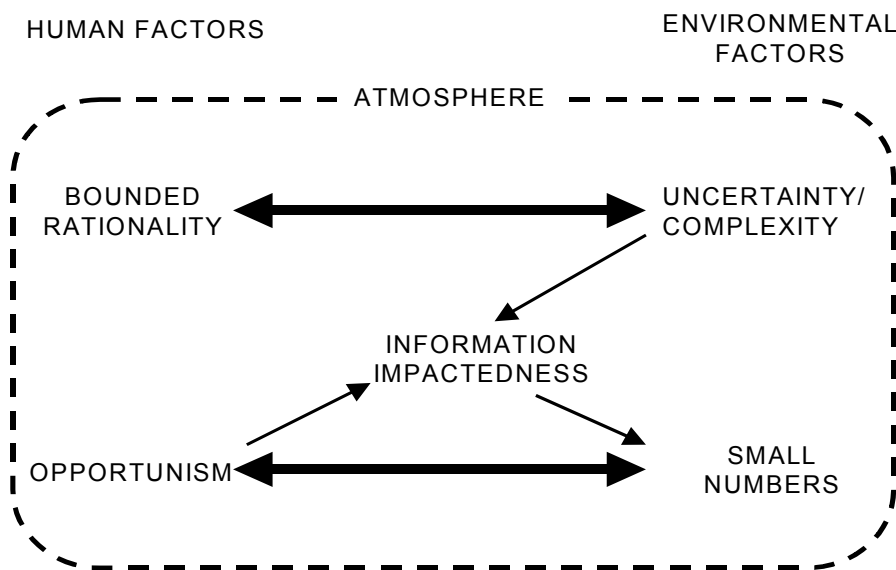 HUMAN FACTORS
ENVIRONMENTAL
FACTORS
ATMOSPHERE
BOUNDED
RATIONALITY
UNCERTAINTY/
COMPLEXITY
INFORMATION
IMPACTEDNESS
OPPORTUNISM
SMALL
NUMBERS